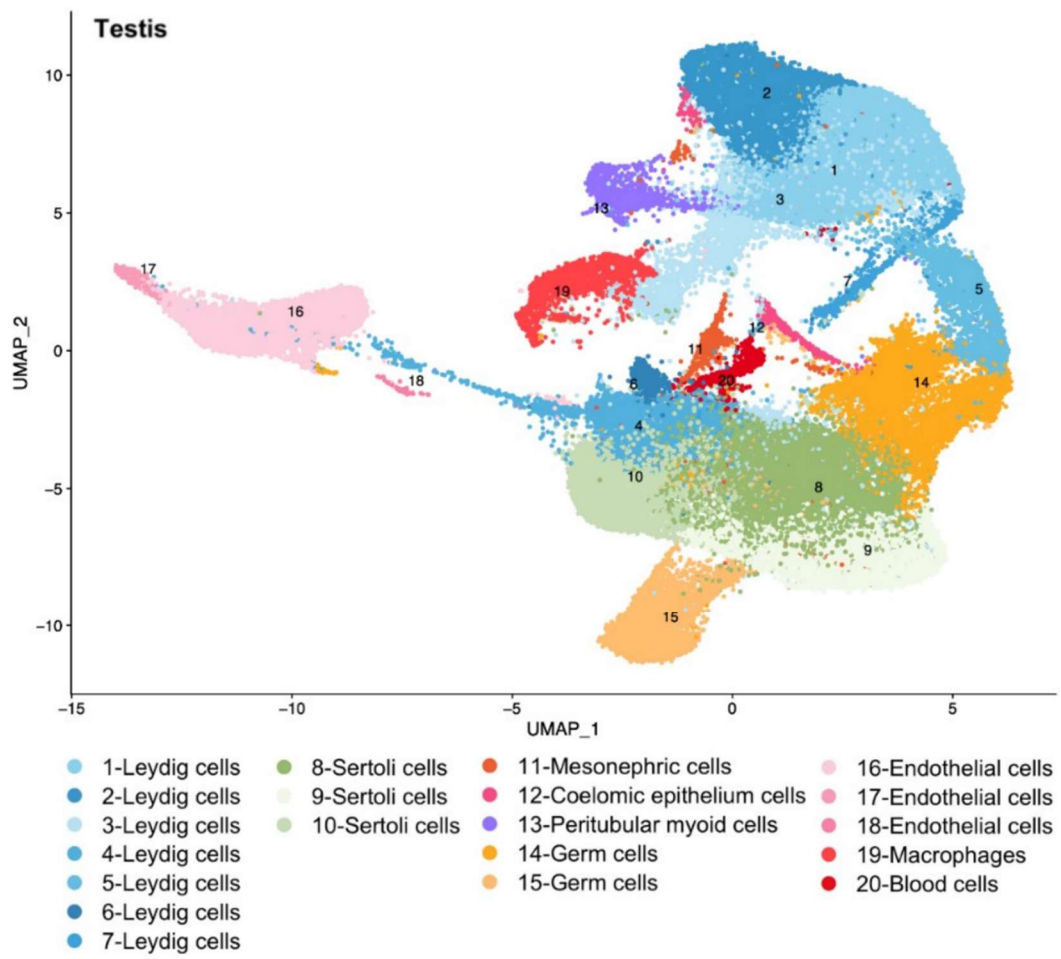 Testis
10
5
0
−5
−10
UMAP_2
−15
−10
−5
0
5
UMAP_1
2
1
3
13
17
19
16
7
5
12
11
6
20
18
14
4
10
8
9
15
1-Leydig cells
2-Leydig cells
3-Leydig cells
4-Leydig cells
5-Leydig cells
6-Leydig cells
7-Leydig cells
8-Sertoli cells
9-Sertoli cells
10-Sertoli cells
11-Mesonephric cells
12-Coelomic epithelium cells
13-Peritubular myoid cells
14-Germ cells
15-Germ cells
16-Endothelial cells
17-Endothelial cells
18-Endothelial cells
19-Macrophages
20-Blood cells